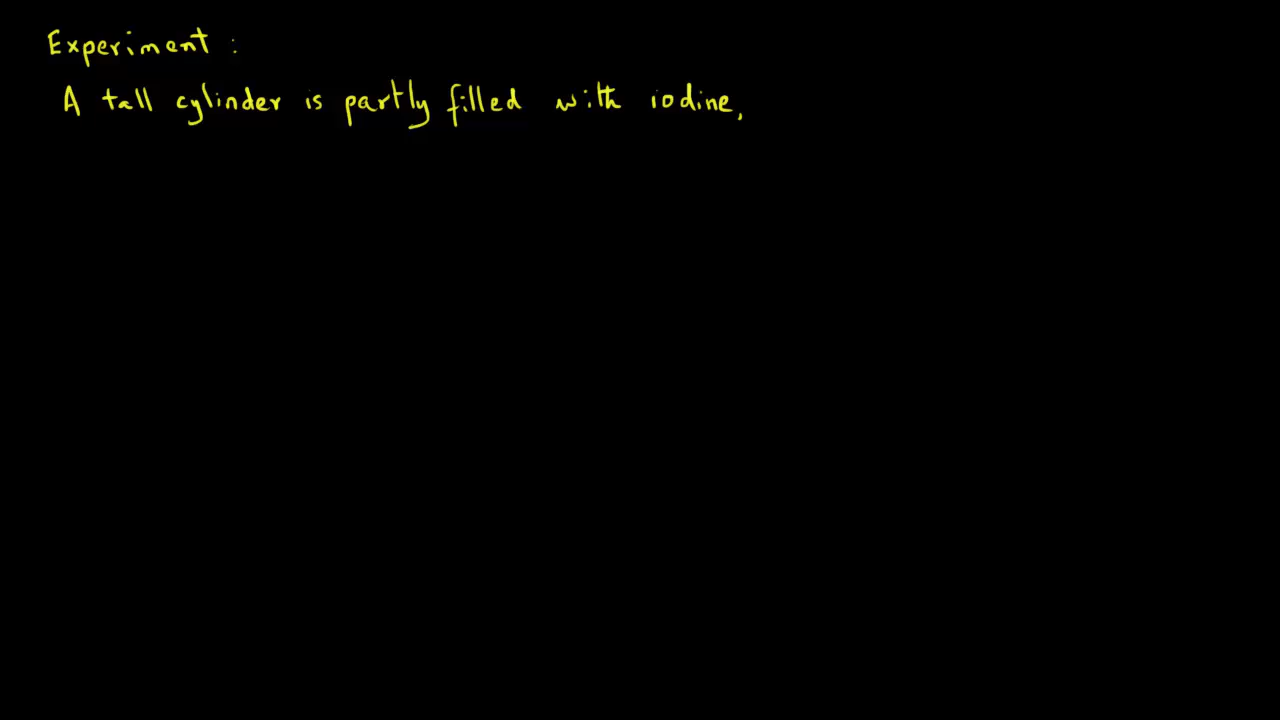 Experiment :
A tall cylinder is partly filled with iodine,